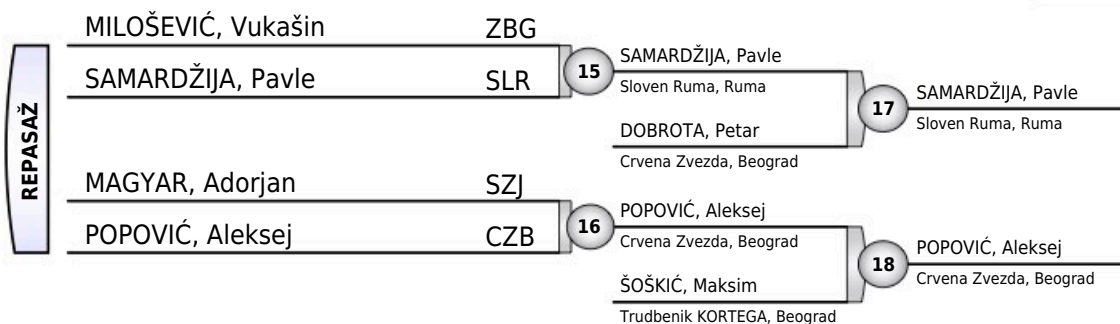 REPASAŽ
MILOŠEVIĆ, Vukašin ZBG
SAMARDŽIJA, Pavle SLR
15
SAMARDŽIJA, Pavle
Sloven Ruma, Ruma
DOBROTA, Petar
Crvena Zvezda, Beograd
17
SAMARDŽIJA, Pavle
Sloven Ruma, Ruma
MAGYAR, Adorjan SZJ
POPOVIĆ, Aleksej CZB
16
POPOVIĆ, Aleksej
Crvena Zvezda, Beograd
ŠOŠKIĆ, Maksim
Trudbenik KORTEGA, Beograd
18
POPOVIĆ, Aleksej
Crvena Zvezda, Beograd